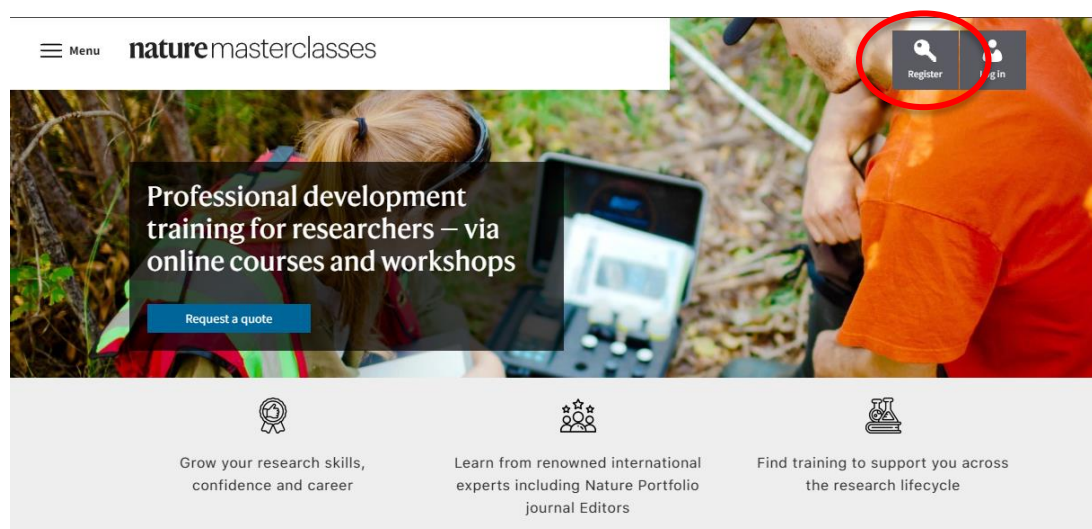 Menu
naturemasterclasses
Register
Log in
Professional development
training for researchers – via
online courses and workshops
Request a quote
Grow your research skills,
confidence and career
Learn from renowned international
experts including Nature Portfolio
journal Editors
Find training to support you across
the research lifecycle